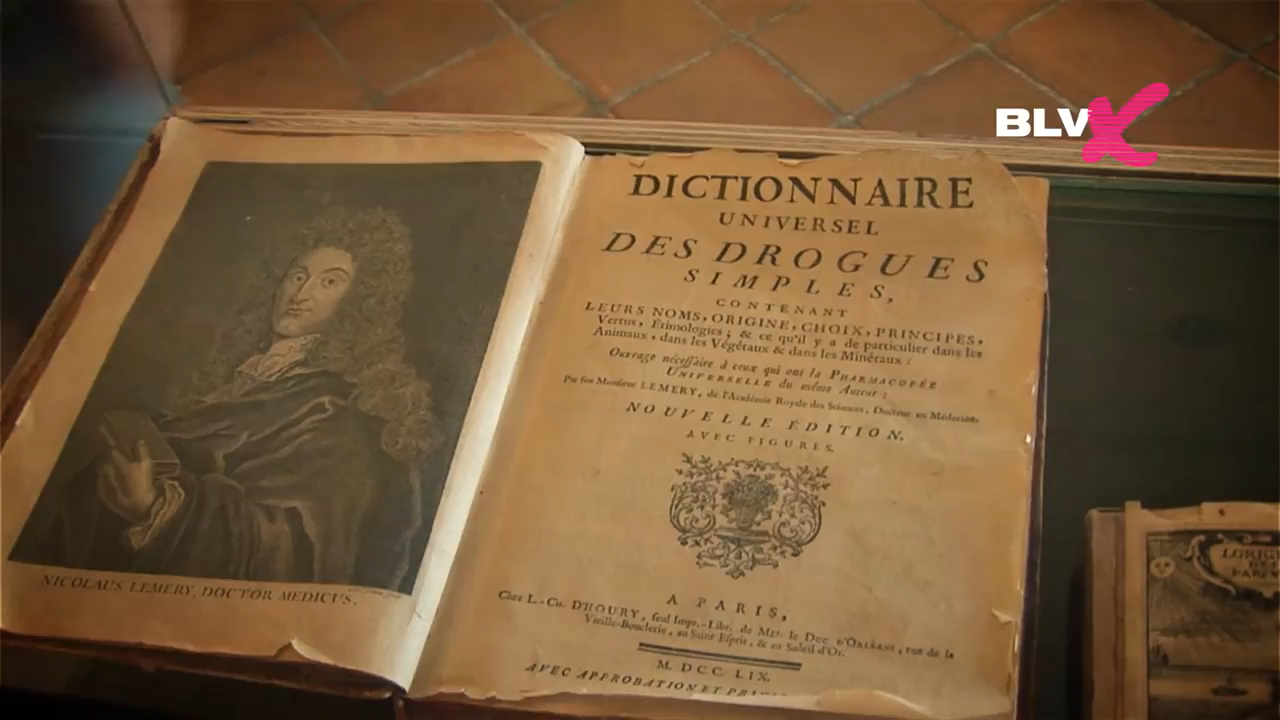 BLVX
NICOLAUS LEMERY, DOCTOR MEDICUS.
DICTIONNAIRE
UNIVERSEL
DES DROGUES
SIMPLES,
CONTENANT
LEURS NOMS, ORIGINE, CHOIX, PRINCIPES,
Vertus, Étimologies ; & ce qu'il y a de particulier dans les
Animaux, dans les Végétaux & dans les Minéraux :
Ouvrage nécessaire à ceux qui ont la PHARMACOPÉE
UNIVERSELLE du même Auteur :
Par feu Monsieur LEMERY, de l'Académie Royale des Sciences, Docteur en Médecine.
NOUVELLE ÉDITION.
AVEC FIGURES.
A PARIS,
Chez L.-CH. D'HOURY, seul Impr.-Libr. de Mgr. le DUC D'ORLÉANS, rue de la
Vieille-Bouclerie, au Saint Esprit, & au Soleil d'Or.
M. DCC. LIX.
AVEC APPROBATION ET
LORIG